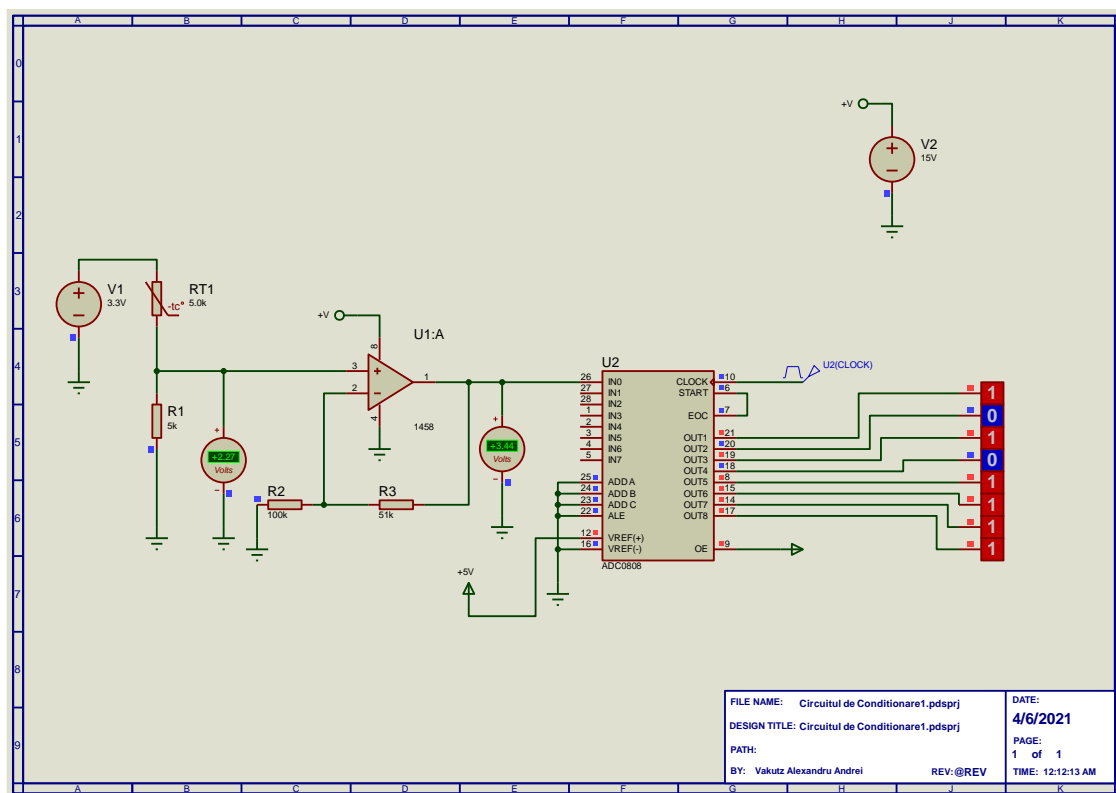 A B C D E F G H J K
0
1
2
3
4
5
6
7
8
9
+V
V2
15V
V1
3.3V
RT1
-tc°
5.0k
+V
U1:A
8
3
2
1
4
1458
R1
5k
+2.27
Volts
+3.44
Volts
R2
100k
R3
51k
U2
26 IN0 CLOCK 10
27 IN1 START 6
28 IN2
1 IN3 EOC 7
2 IN4
3 IN5 OUT1 21
4 IN6 OUT2 20
5 IN7 OUT3 19
OUT4 18
25 ADD A OUT5 8
24 ADD B OUT6 15
23 ADD C OUT7 14
22 ALE OUT8 17
12 VREF(+)
16 VREF(-) OE 9
ADC0808
U2(CLOCK)
1
0
1
0
1
1
1
1
+5V
FILE NAME: Circuitul de Conditionare1.pdsprj
DESIGN TITLE: Circuitul de Conditionare1.pdsprj
PATH:
BY: Vakutz Alexandru Andrei REV:@REV
DATE:
4/6/2021
PAGE:
1 of 1
TIME: 12:12:13 AM
A B C D E F G H J K